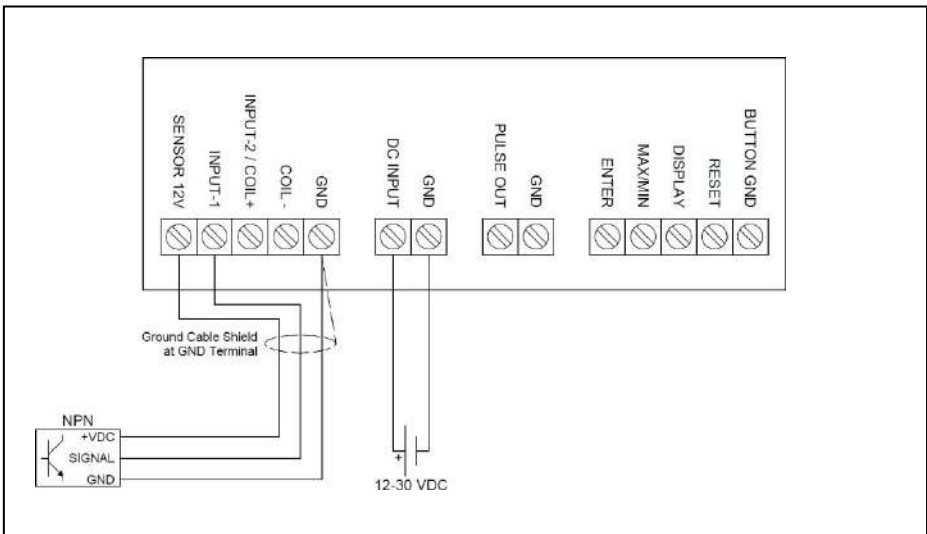 SENSOR 12V
INPUT-1
INPUT-2 / COIL+
COIL -
GND
DC INPUT
GND
PULSE OUT
GND
ENTER
MAX/MIN
DISPLAY
RESET
BUTTON GND
Ground Cable Shield
at GND Terminal
NPN
+VDC
SIGNAL
GND
+
12-30 VDC